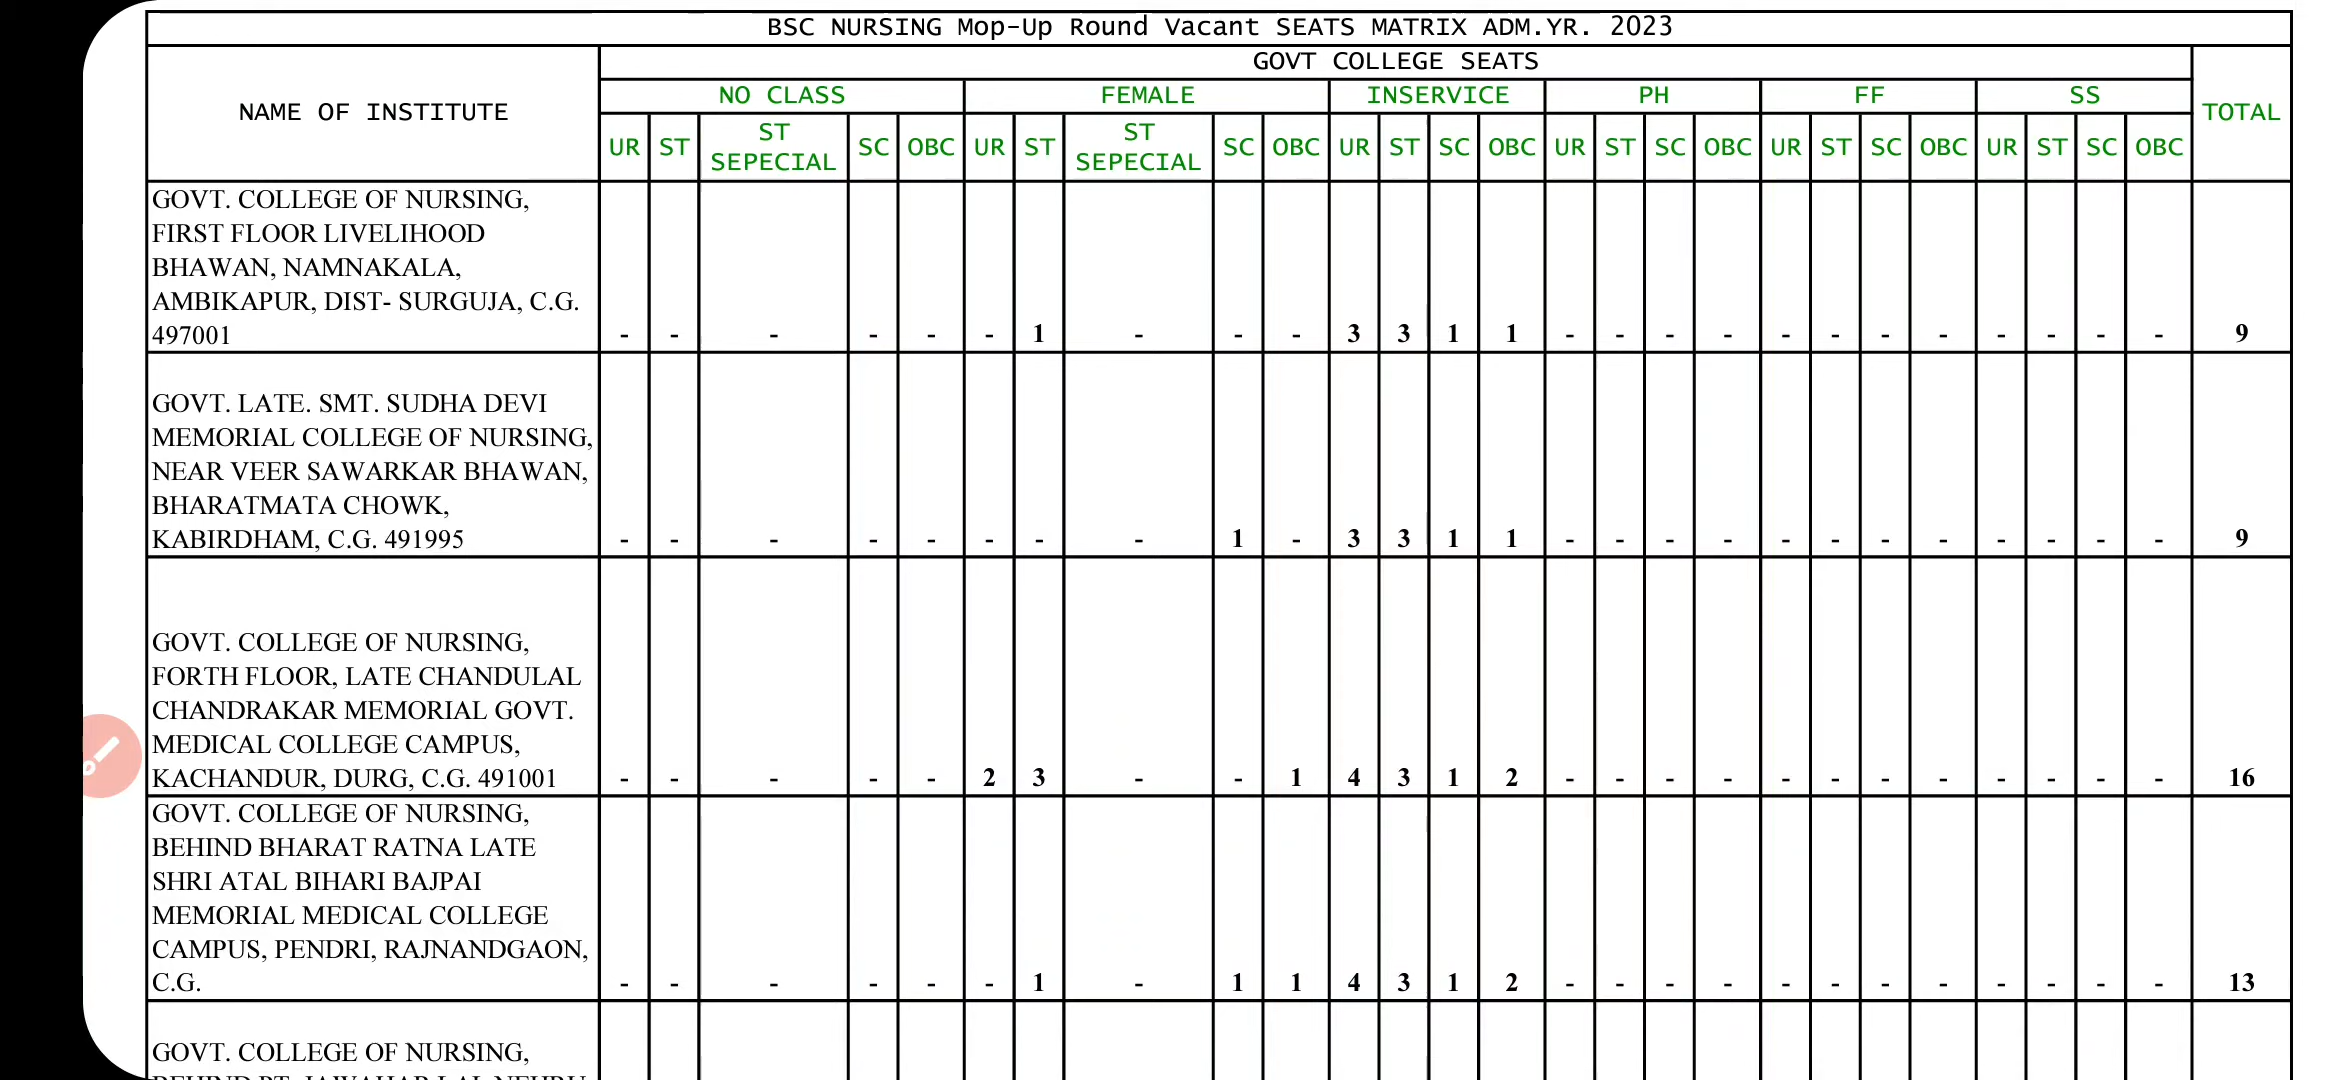 BSC NURSING Mop-Up Round Vacant SEATS MATRIX ADM.YR. 2023
NAME OF INSTITUTE
GOVT COLLEGE SEATS
TOTAL
NO CLASS FEMALE INSERVICE PH FF SS
UR ST ST SEPECIAL SC OBC UR ST ST SEPECIAL SC OBC UR ST SC OBC UR ST SC OBC UR ST SC OBC UR ST SC OBC
GOVT. COLLEGE OF NURSING,
FIRST FLOOR LIVELIHOOD
BHAWAN, NAMNAKALA,
AMBIKAPUR, DIST- SURGUJA, C.G.
497001 - - - - - - 1 - - - 3 3 1 1 - - - - - - - - - - - - 9
GOVT. LATE. SMT. SUDHA DEVI
MEMORIAL COLLEGE OF NURSING,
NEAR VEER SAWARKAR BHAWAN,
BHARATMATA CHOWK,
KABIRDHAM, C.G. 491995 - - - - - - - - 1 - 3 3 1 1 - - - - - - - - - - - - 9
GOVT. COLLEGE OF NURSING,
FORTH FLOOR, LATE CHANDULAL
CHANDRAKAR MEMORIAL GOVT.
MEDICAL COLLEGE CAMPUS,
KACHANDUR, DURG, C.G. 491001 - - - - - 2 3 - - 1 4 3 1 2 - - - - - - - - - - - - 16
GOVT. COLLEGE OF NURSING,
BEHIND BHARAT RATNA LATE
SHRI ATAL BIHARI BAJPAI
MEMORIAL MEDICAL COLLEGE
CAMPUS, PENDRI, RAJNANDGAON,
C.G. - - - - - - 1 - 1 1 4 3 1 2 - - - - - - - - - - - - 13
GOVT. COLLEGE OF NURSING,
BEHIND PT. JAWAHAR LAL NEHRU